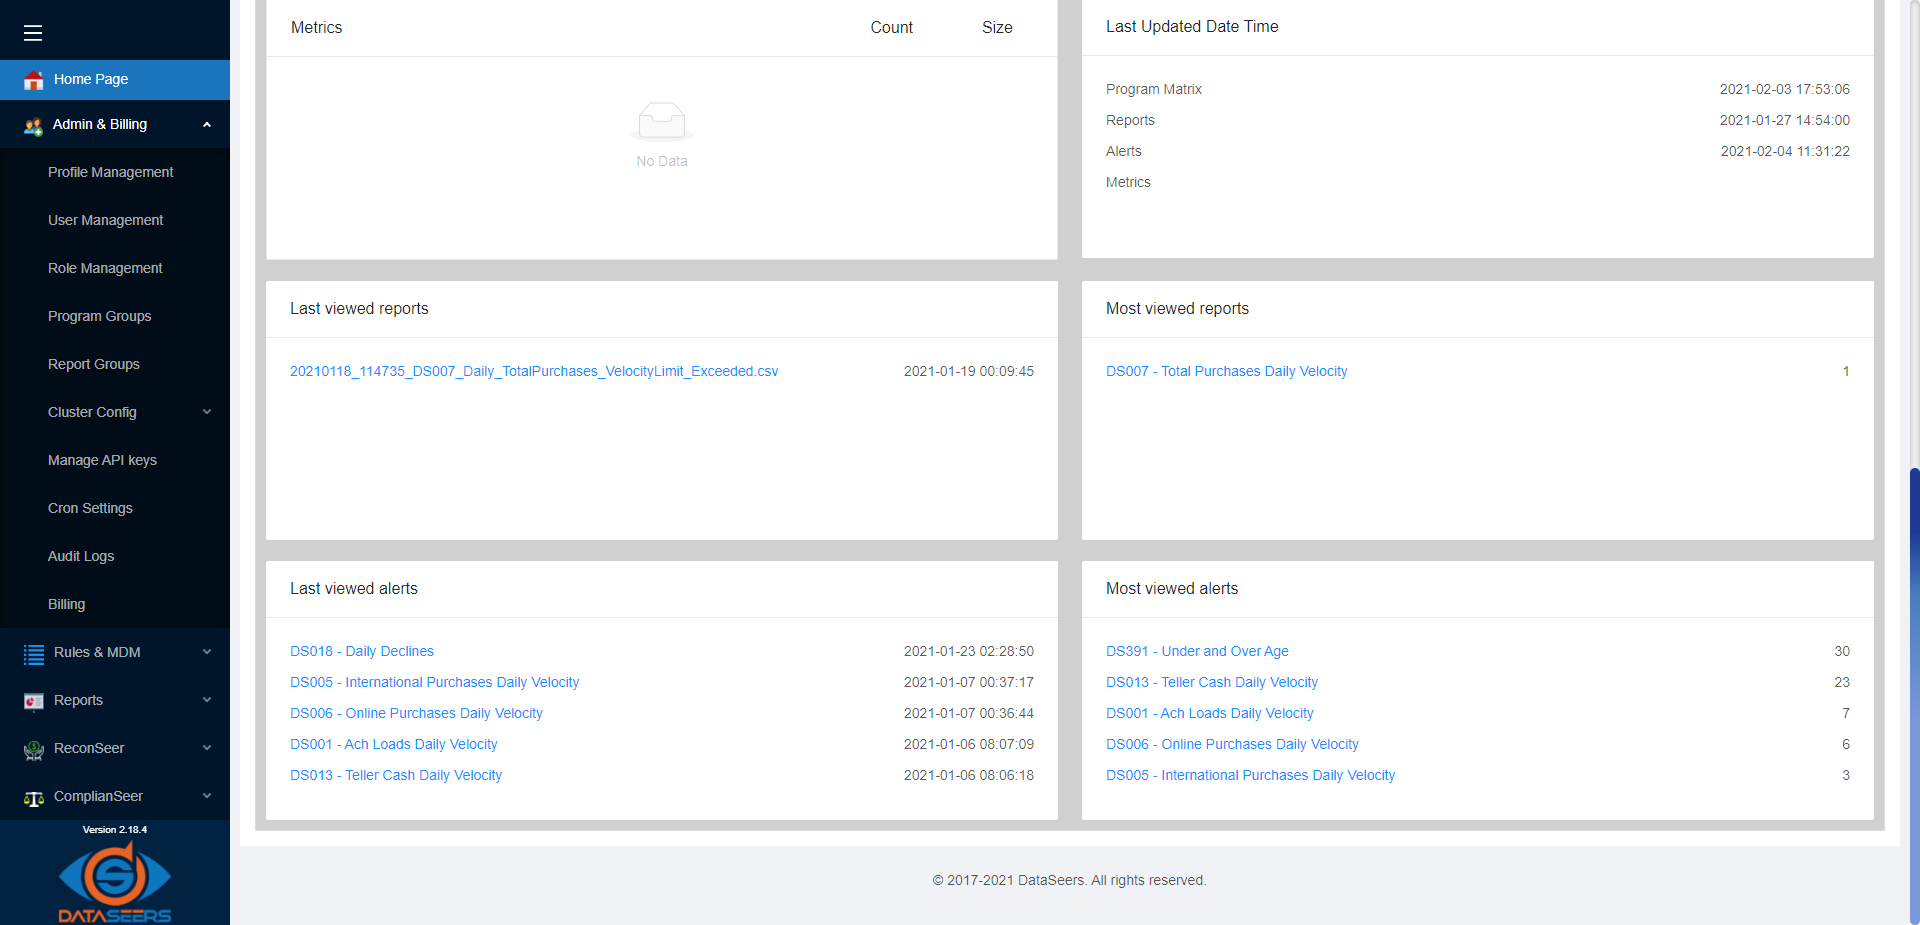 Home Page
Admin & Billing
Profile Management
User Management
Role Management
Program Groups
Report Groups
Cluster Config
Manage API keys
Cron Settings
Audit Logs
Billing
Rules & MDM
Reports
ReconSeer
ComplianSeer
Version 2.18.4
DATASEERS
Metrics Count Size
No Data
Last Updated Date Time
Program Matrix 2021-02-03 17:53:06
Reports 2021-01-27 14:54:00
Alerts 2021-02-04 11:31:22
Metrics
Last viewed reports
20210118_114735_DS007_Daily_TotalPurchases_VelocityLimit_Exceeded.csv 2021-01-19 00:09:45
Most viewed reports
DS007 - Total Purchases Daily Velocity 1
Last viewed alerts
DS018 - Daily Declines 2021-01-23 02:28:50
DS005 - International Purchases Daily Velocity 2021-01-07 00:37:17
DS006 - Online Purchases Daily Velocity 2021-01-07 00:36:44
DS001 - Ach Loads Daily Velocity 2021-01-06 08:07:09
DS013 - Teller Cash Daily Velocity 2021-01-06 08:06:18
Most viewed alerts
DS391 - Under and Over Age 30
DS013 - Teller Cash Daily Velocity 23
DS001 - Ach Loads Daily Velocity 7
DS006 - Online Purchases Daily Velocity 6
DS005 - International Purchases Daily Velocity 3
© 2017-2021 DataSeers. All rights reserved.